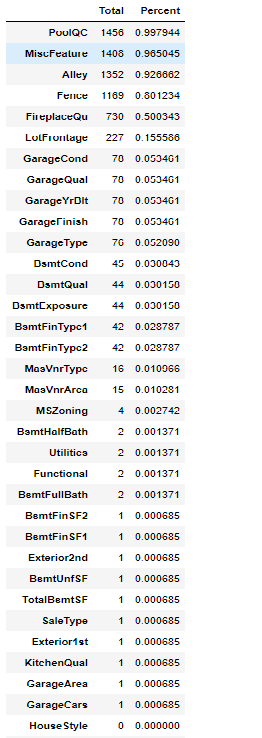 Total Percent
PoolQC 1456 0.997944
MiscFeature 1408 0.965045
Alley 1352 0.926662
Fence 1169 0.801234
FireplaceQu 730 0.500343
LotFrontage 227 0.155586
GarageCond 78 0.053461
GarageQual 78 0.053461
GarageYrBlt 78 0.053461
GarageFinish 78 0.053461
GarageType 76 0.052090
BsmtCond 45 0.030843
BsmtQual 44 0.030158
BsmtExposure 44 0.030158
BsmtFinType1 42 0.028787
BsmtFinType2 42 0.028787
MasVnrType 16 0.010966
MasVnrArea 15 0.010281
MSZoning 4 0.002742
BsmtHalfBath 2 0.001371
Utilities 2 0.001371
Functional 2 0.001371
BsmtFullBath 2 0.001371
BsmtFinSF2 1 0.000685
BsmtFinSF1 1 0.000685
Exterior2nd 1 0.000685
BsmtUnfSF 1 0.000685
TotalBsmtSF 1 0.000685
SaleType 1 0.000685
Exterior1st 1 0.000685
KitchenQual 1 0.000685
GarageArea 1 0.000685
GarageCars 1 0.000685
HouseStyle 0 0.000000